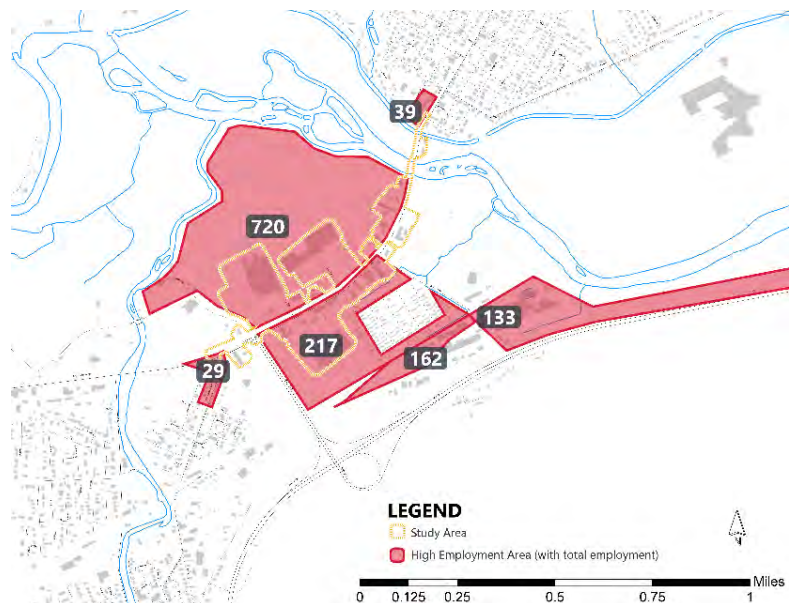 39
720
133
217
162
29
LEGEND
Study Area
High Employment Area (with total employment)
Miles
0 0.125 0.25 0.5 0.75 1